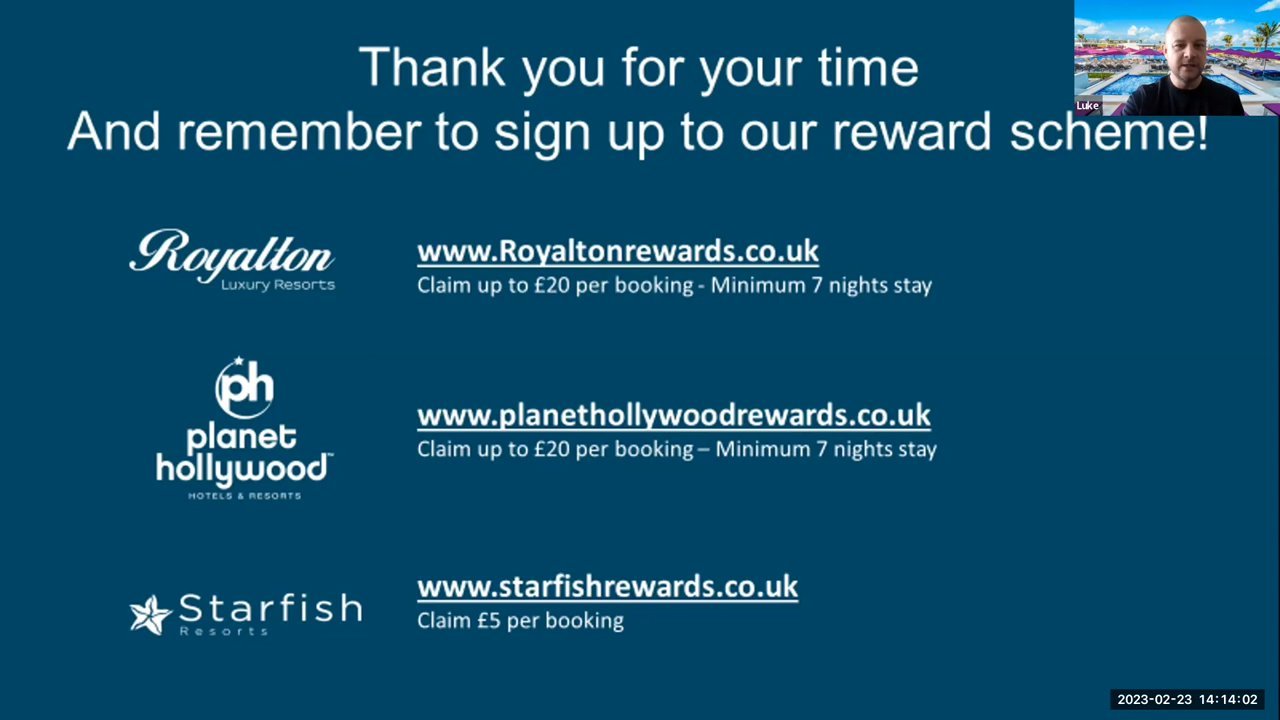 Thank you for your time
And remember to sign up to our reward scheme!
Luke
Royalton
Luxury Resorts
www.Royaltonrewards.co.uk
Claim up to £20 per booking - Minimum 7 nights stay
ph
planet
hollywood™
HOTELS & RESORTS
www.planethollywoodrewards.co.uk
Claim up to £20 per booking – Minimum 7 nights stay
Starfish
Resorts
www.starfishrewards.co.uk
Claim £5 per booking
2023-02-23 14:14:02